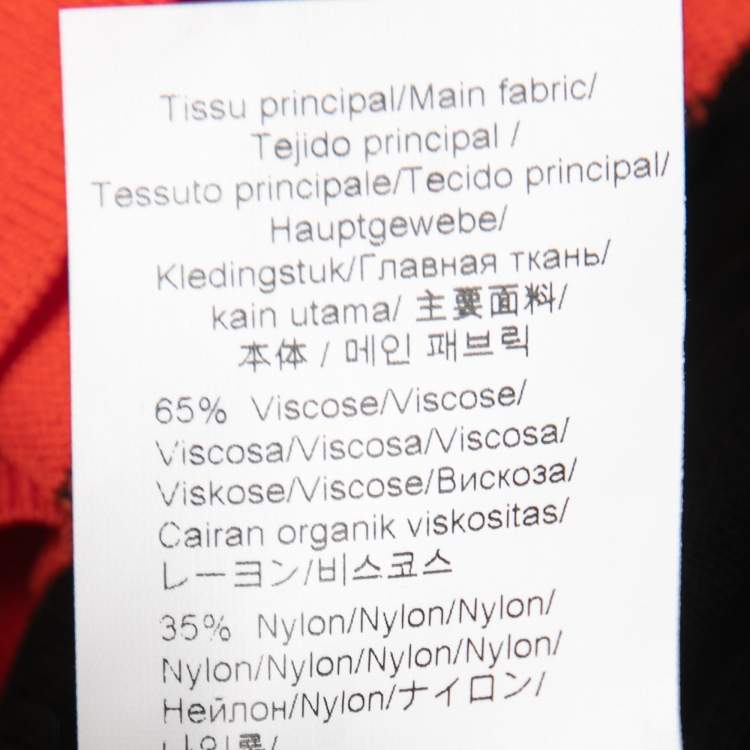 Tissu principal/Main fabric/
Tejido principal /
Tessuto principale/Tecido principal/
Hauptgewebe/
Kledingstuk/Главная ткань/
kain utama/ 主要面料/
本体 / 메인 패브릭
65% Viscose/Viscose/
Viscosa/Viscosa/Viscosa/
Viskose/Viscose/Вискоза/
Cairan organik viskositas/
レーヨン/비스코스
35% Nylon/Nylon/Nylon/
Nylon/Nylon/Nylon/Nylon/
Нейлон/Nylon/ナイロン/